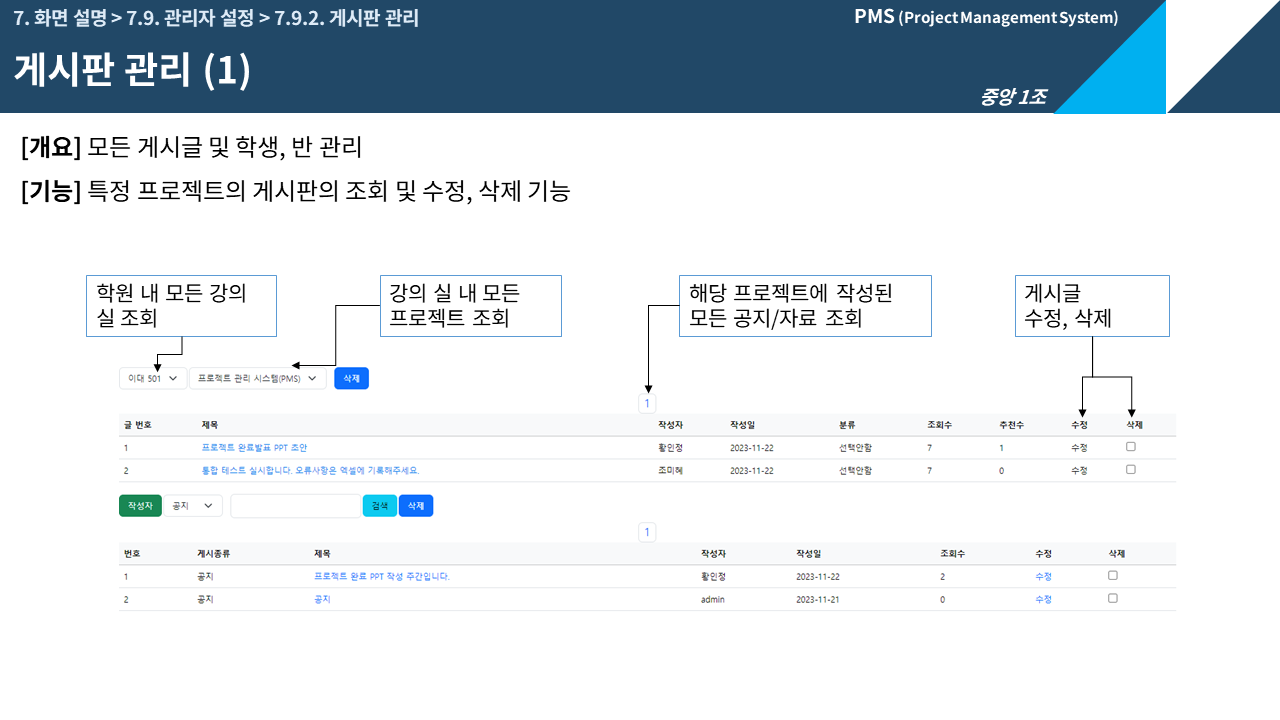 7. 화면 설명 > 7.9. 관리자 설정 > 7.9.2. 게시판 관리
PMS (Project Management System)
게시판 관리 (1)
중앙 1조
[개요] 모든 게시글 및 학생, 반 관리
[기능] 특정 프로젝트의 게시판의 조회 및 수정, 삭제 기능
학원 내 모든 강의
실 조회
강의 실 내 모든
프로젝트 조회
해당 프로젝트에 작성된
모든 공지/자료 조회
게시글
수정, 삭제
이대 501 프로젝트 관리 시스템(PMS) 삭제
1
글 번호 제목 작성자 작성일 분류 조회수 추천수 수정 삭제
1 프로젝트 완료발표 PPT 초안 황인정 2023-11-22 선택안함 7 1 수정
2 통합 테스트 실시합니다. 오류사항은 엑셀에 기록해주세요. 조미혜 2023-11-22 선택안함 7 0 수정
작성자 공지 검색 삭제
1
번호 게시종류 제목 작성자 작성일 조회수 수정 삭제
1 공지 프로젝트 완료 PPT 작성 주간입니다. 황인정 2023-11-22 2 수정
2 공지 공지 admin 2023-11-21 0 수정